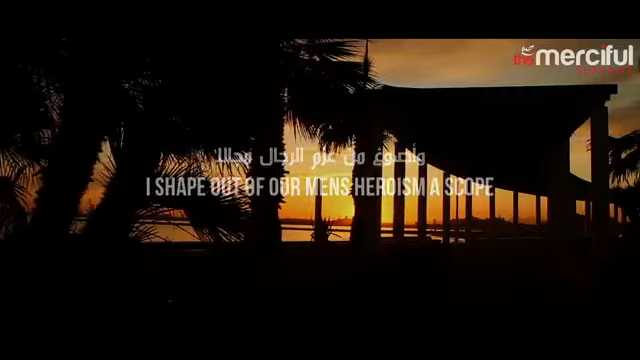 the merciful
وأصوغ من عزم الرجال مجالا
I SHAPE OUT OF OUR MENS HEROISM A SCOPE